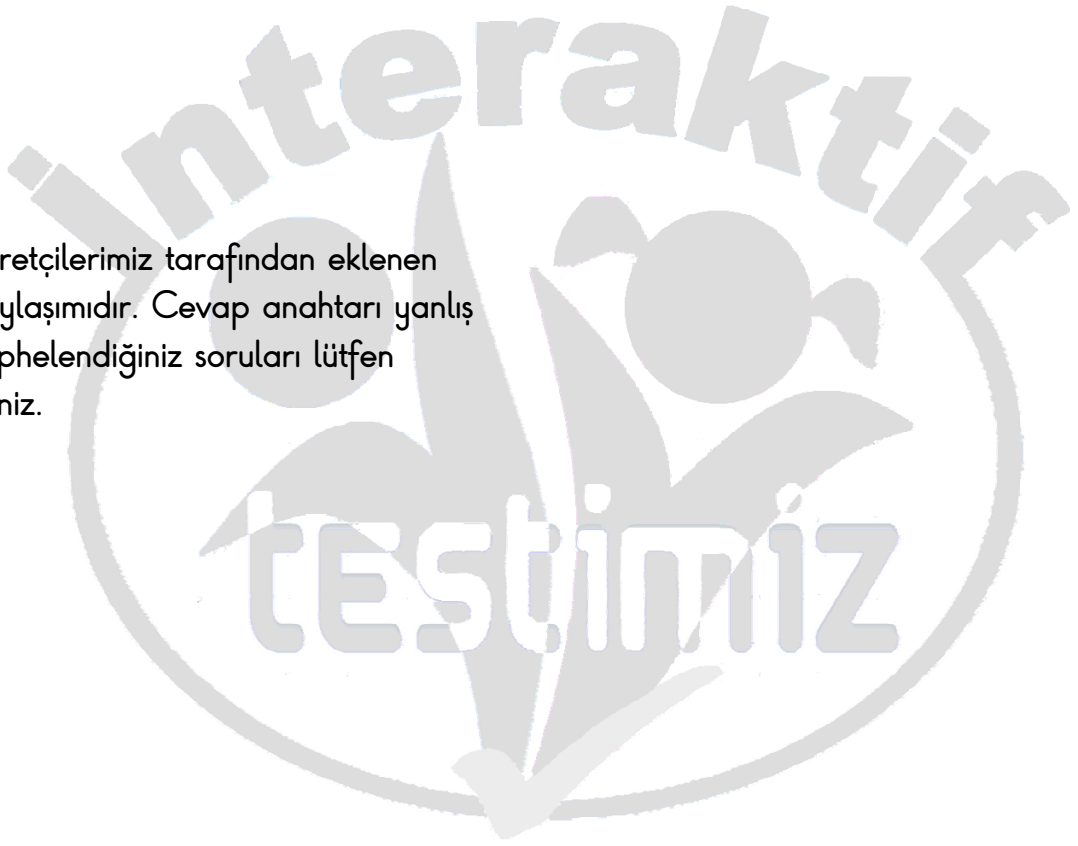 interaktif
retçilerimiz tarafından eklenen
ylaşımıdır. Cevap anahtarı yanlış
phelendiğiniz soruları lütfen
niz.
testimiz